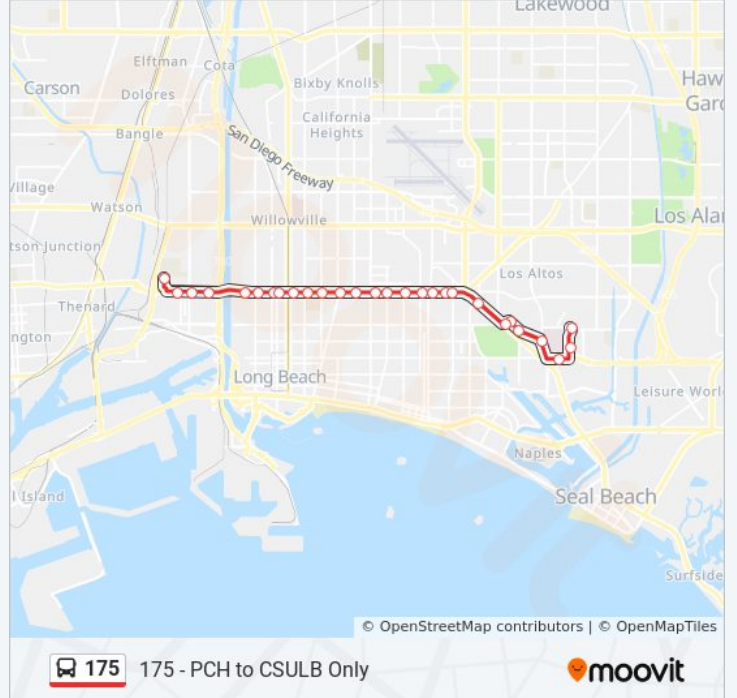 Lakewood
Elftman
Cota
Bixby Knolls
Haw
Gard
Carson
Dolores
California
Heights
Bangle
San Diego Freeway
Village
Watson
Willowville
Los Alar
tson Junction
Los Altos
Thenard
ngton
Long Beach
Leisure Worl
Naples
l Island
Seal Beach
Surfside
© OpenStreetMap contributors | © OpenMapTiles
175
175 - PCH to CSULB Only
moovit